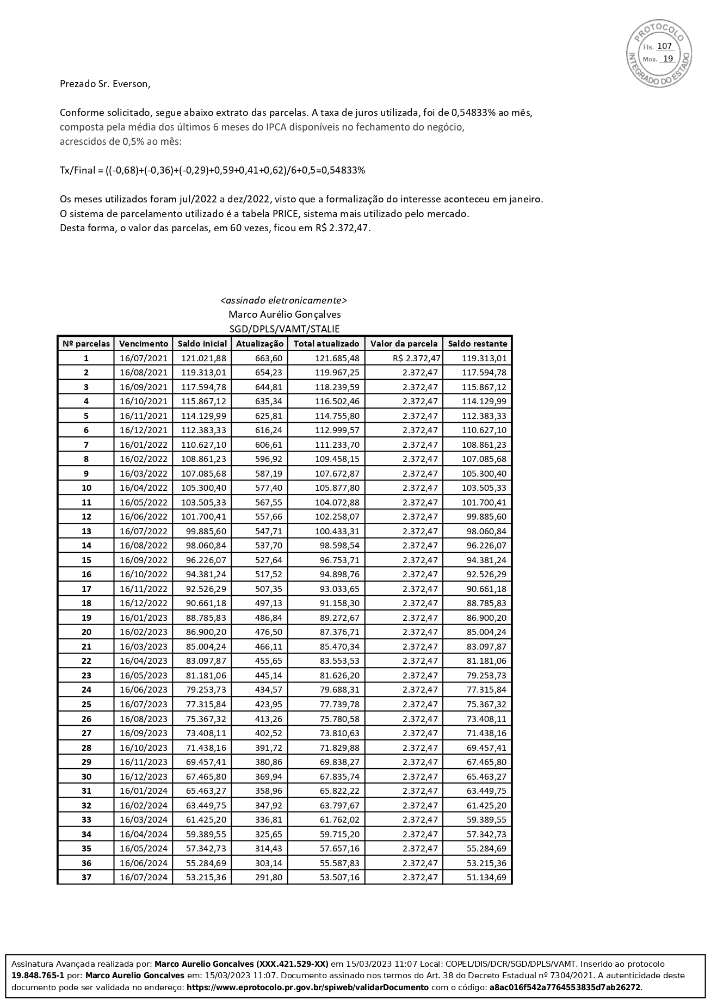 PROTOCOLO
INTEGRADO DO ESTADO
Fls. 107
Mov. 19
Prezado Sr. Everson,
Conforme solicitado, segue abaixo extrato das parcelas. A taxa de juros utilizada, foi de 0,54833% ao mês,
composta pela média dos últimos 6 meses do IPCA disponíveis no fechamento do negócio,
acrescidos de 0,5% ao mês:
Tx/Final = ((-0,68)+(-0,36)+(-0,29)+0,59+0,41+0,62)/6+0,5=0,54833%
Os meses utilizados foram jul/2022 a dez/2022, visto que a formalização do interesse aconteceu em janeiro.
O sistema de parcelamento utilizado é a tabela PRICE, sistema mais utilizado pelo mercado.
Desta forma, o valor das parcelas, em 60 vezes, ficou em R$ 2.372,47.
<assinado eletronicamente>
Marco Aurélio Gonçalves
SGD/DPLS/VAMT/STALIE
Nº parcelas Vencimento Saldo inicial Atualização Total atualizado Valor da parcela Saldo restante
1 16/07/2021 121.021,88 663,60 121.685,48 R$ 2.372,47 119.313,01
2 16/08/2021 119.313,01 654,23 119.967,25 2.372,47 117.594,78
3 16/09/2021 117.594,78 644,81 118.239,59 2.372,47 115.867,12
4 16/10/2021 115.867,12 635,34 116.502,46 2.372,47 114.129,99
5 16/11/2021 114.129,99 625,81 114.755,80 2.372,47 112.383,33
6 16/12/2021 112.383,33 616,24 112.999,57 2.372,47 110.627,10
7 16/01/2022 110.627,10 606,61 111.233,70 2.372,47 108.861,23
8 16/02/2022 108.861,23 596,92 109.458,15 2.372,47 107.085,68
9 16/03/2022 107.085,68 587,19 107.672,87 2.372,47 105.300,40
10 16/04/2022 105.300,40 577,40 105.877,80 2.372,47 103.505,33
11 16/05/2022 103.505,33 567,55 104.072,88 2.372,47 101.700,41
12 16/06/2022 101.700,41 557,66 102.258,07 2.372,47 99.885,60
13 16/07/2022 99.885,60 547,71 100.433,31 2.372,47 98.060,84
14 16/08/2022 98.060,84 537,70 98.598,54 2.372,47 96.226,07
15 16/09/2022 96.226,07 527,64 96.753,71 2.372,47 94.381,24
16 16/10/2022 94.381,24 517,52 94.898,76 2.372,47 92.526,29
17 16/11/2022 92.526,29 507,35 93.033,65 2.372,47 90.661,18
18 16/12/2022 90.661,18 497,13 91.158,30 2.372,47 88.785,83
19 16/01/2023 88.785,83 486,84 89.272,67 2.372,47 86.900,20
20 16/02/2023 86.900,20 476,50 87.376,71 2.372,47 85.004,24
21 16/03/2023 85.004,24 466,11 85.470,34 2.372,47 83.097,87
22 16/04/2023 83.097,87 455,65 83.553,53 2.372,47 81.181,06
23 16/05/2023 81.181,06 445,14 81.626,20 2.372,47 79.253,73
24 16/06/2023 79.253,73 434,57 79.688,31 2.372,47 77.315,84
25 16/07/2023 77.315,84 423,95 77.739,78 2.372,47 75.367,32
26 16/08/2023 75.367,32 413,26 75.780,58 2.372,47 73.408,11
27 16/09/2023 73.408,11 402,52 73.810,63 2.372,47 71.438,16
28 16/10/2023 71.438,16 391,72 71.829,88 2.372,47 69.457,41
29 16/11/2023 69.457,41 380,86 69.838,27 2.372,47 67.465,80
30 16/12/2023 67.465,80 369,94 67.835,74 2.372,47 65.463,27
31 16/01/2024 65.463,27 358,96 65.822,22 2.372,47 63.449,75
32 16/02/2024 63.449,75 347,92 63.797,67 2.372,47 61.425,20
33 16/03/2024 61.425,20 336,81 61.762,02 2.372,47 59.389,55
34 16/04/2024 59.389,55 325,65 59.715,20 2.372,47 57.342,73
35 16/05/2024 57.342,73 314,43 57.657,16 2.372,47 55.284,69
36 16/06/2024 55.284,69 303,14 55.587,83 2.372,47 53.215,36
37 16/07/2024 53.215,36 291,80 53.507,16 2.372,47 51.134,69
Assinatura Avançada realizada por: Marco Aurelio Goncalves (XXX.421.529-XX) em 15/03/2023 11:07 Local: COPEL/DIS/DCR/SGD/DPLS/VAMT. Inserido ao protocolo
19.848.765-1 por: Marco Aurelio Goncalves em: 15/03/2023 11:07. Documento assinado nos termos do Art. 38 do Decreto Estadual nº 7304/2021. A autenticidade deste
documento pode ser validada no endereço: https://www.eprotocolo.pr.gov.br/spiweb/validarDocumento com o código: a8ac016f542a7764553835d7ab26272.